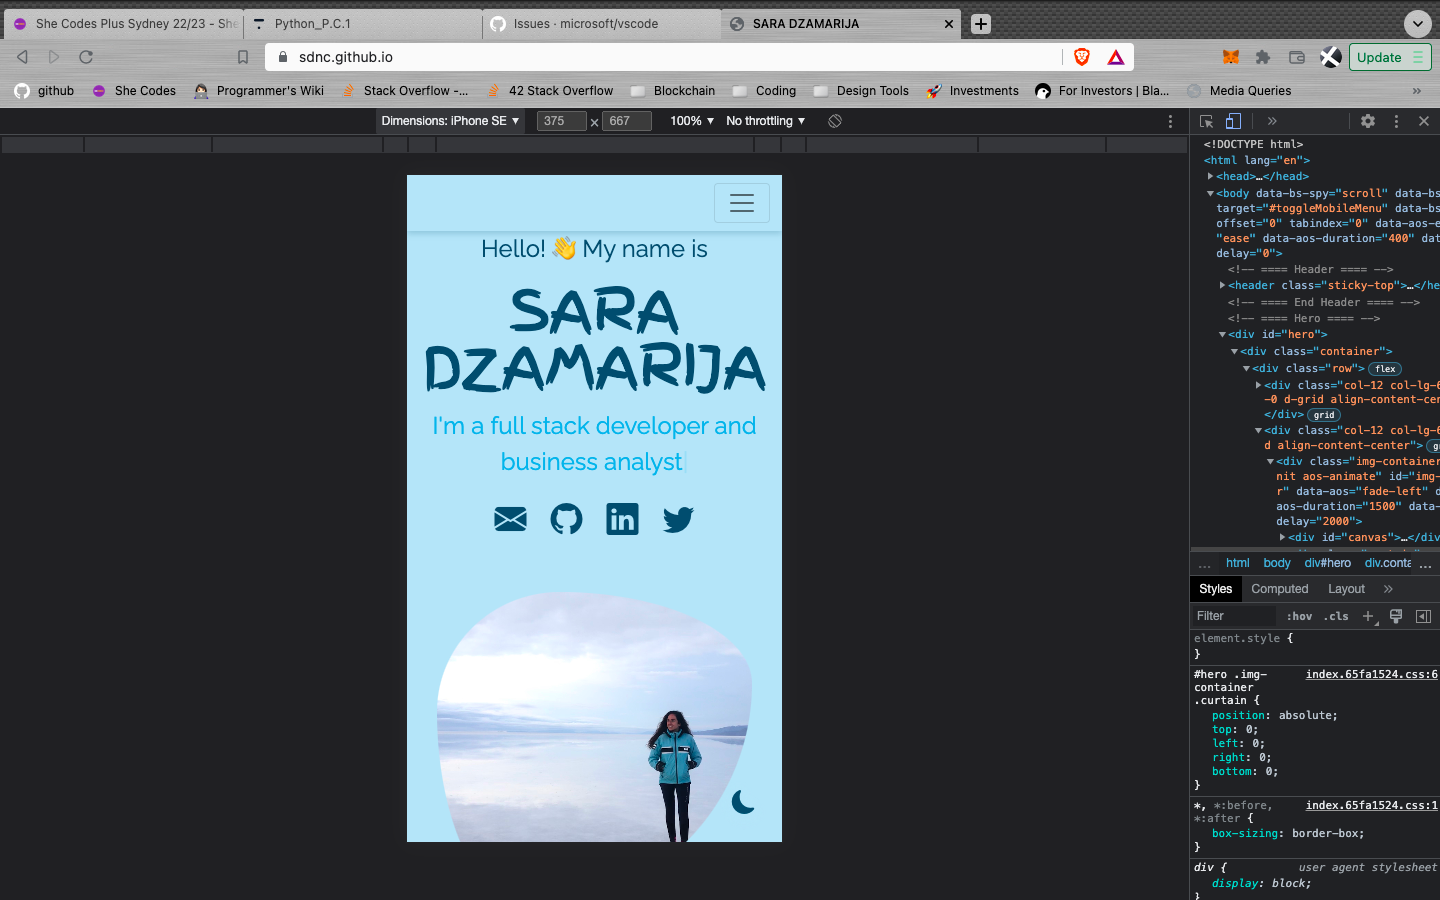 She Codes Plus Sydney 22/23 - She
Python_P.C.1
Issues · microsoft/vscode
SARA DZAMARIJA
sdnc.github.io
Update
github
She Codes
Programmer's Wiki
Stack Overflow -...
42 Stack Overflow
Blockchain
Coding
Design Tools
Investments
For Investors | Bla...
Media Queries
»
Dimensions: iPhone SE ▼
375 × 667
100% ▼
No throttling ▼
Hello! 👋 My name is
SARA
DZAMARIJA
I'm a full stack developer and
business analyst
in
<!DOCTYPE html>
<html lang="en">
<head>…</head>
<body data-bs-spy="scroll" data-bs
target="#toggleMobileMenu" data-bs
offset="0" tabindex="0" data-aos-e
"ease" data-aos-duration="400" dat
delay="0">
<!-- ==== Header ==== -->
<header class="sticky-top">…</he
<!-- ==== End Header ==== -->
<!-- ==== Hero ==== -->
<div id="hero">
<div class="container">
<div class="row"> flex
<div class="col-12 col-lg-6
-0 d-grid align-content-cen
</div> grid
<div class="col-12 col-lg-6
d align-content-center"> gr
<div class="img-container
nit aos-animate" id="img-
r" data-aos="fade-left" d
aos-duration="1500" data-
delay="2000">
<div id="canvas">…</div
... html body div#hero div.conta ...
Styles Computed Layout »
Filter :hov .cls +
element.style {
}
#hero .img- index.65fa1524.css:6
container
.curtain {
position: absolute;
top: 0;
left: 0;
right: 0;
bottom: 0;
}
*, *:before, index.65fa1524.css:1
*:after {
box-sizing: border-box;
}
div { user agent stylesheet
display: block;
}